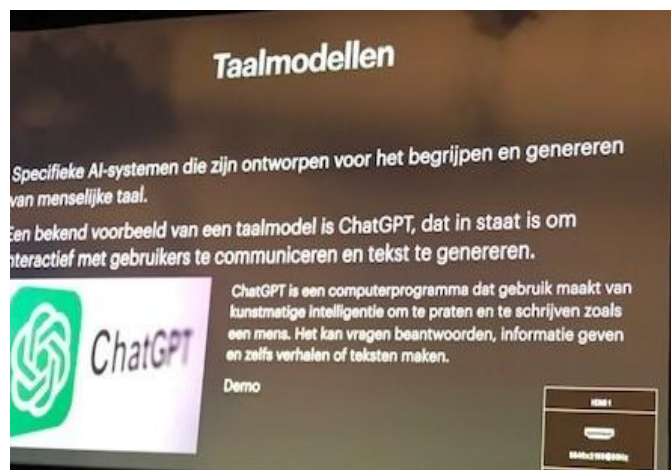 Taalmodellen
Specifieke AI-systemen die zijn ontworpen voor het begrijpen en genereren
van menselijke taal.
Een bekend voorbeeld van een taalmodel is ChatGPT, dat in staat is om
interactief met gebruikers te communiceren en tekst te genereren.
ChatGPT is een computerprogramma dat gebruik maakt van
kunstmatige intelligentie om te praten en te schrijven zoals
een mens. Het kan vragen beantwoorden, informatie geven
en zelfs verhalen of teksten maken.
ChatGPT
Demo
HDMI 1